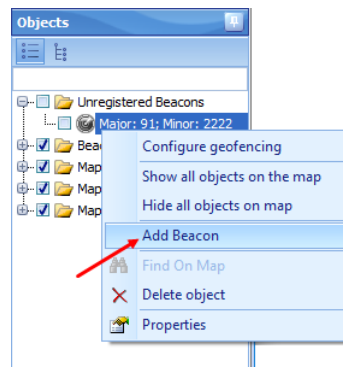 Objects
Unregistered Beacons
Major: 91; Minor: 2222
Bea
Map
Map
Map
Configure geofencing
Show all objects on the map
Hide all objects on map
Add Beacon
Find On Map
Delete object
Properties